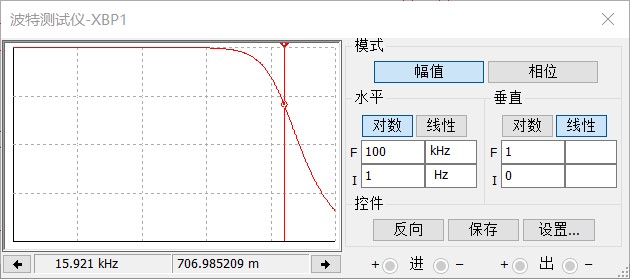 波特测试仪-XBP1
模式
幅值 相位
水平 垂直
对数 线性 对数 线性
F 100 kHz F 1
I 1 Hz I 0
控件
反向 保存 设置...
15.921 kHz 706.985209 m + 进 − + 出 −